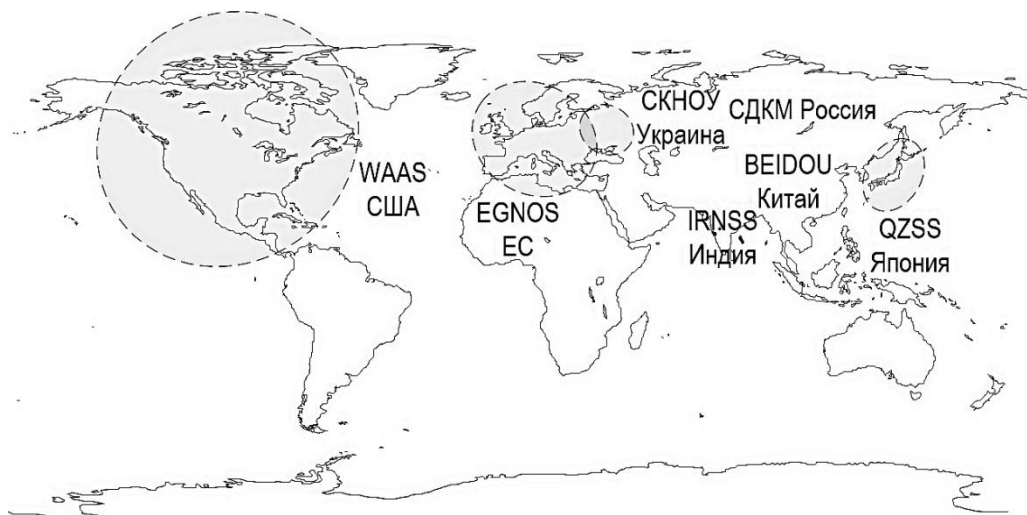 WAAS
США
EGNOS
ЕС
СКНОУ
Украина
СДКМ Россия
BEIDOU
Китай
IRNSS
Индия
QZSS
Япония